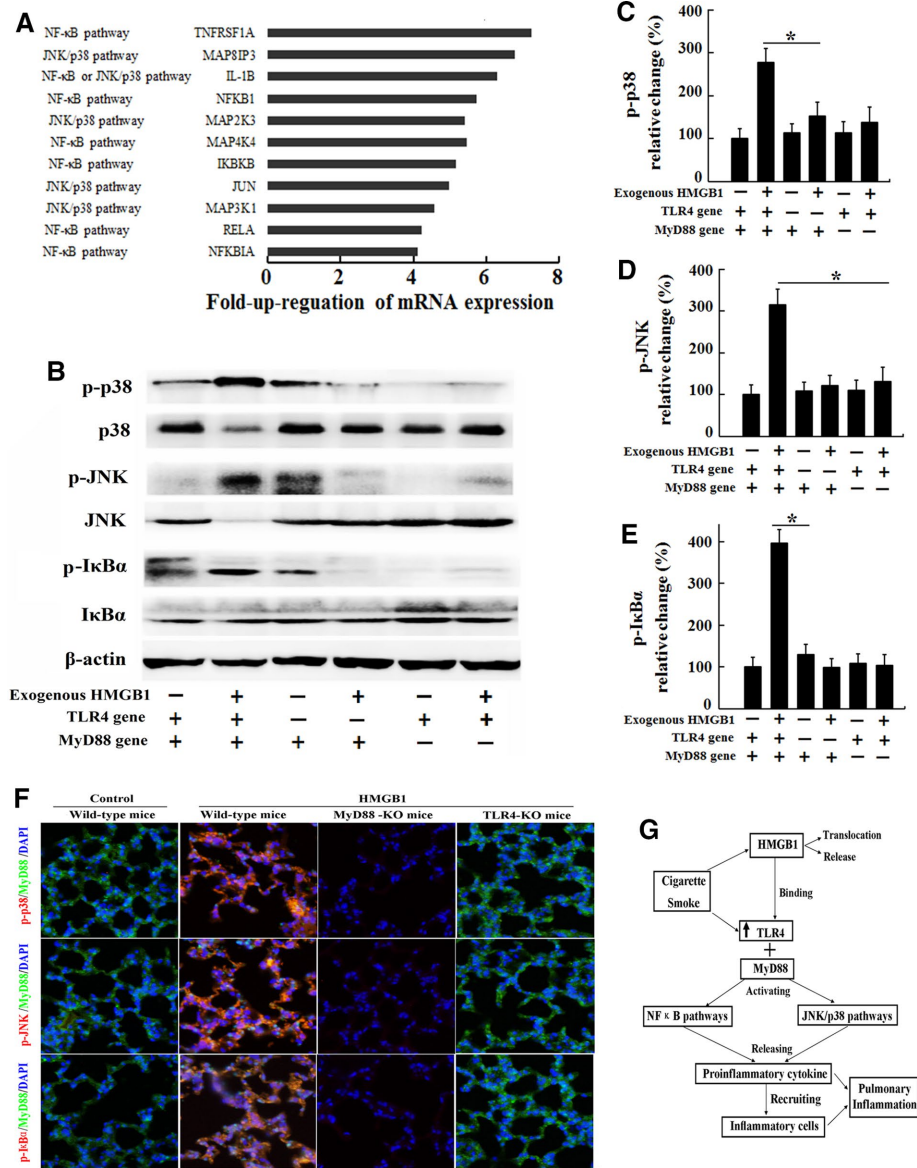 A
NF-κB pathway TNFRSF1A
JNK/p38 pathway MAP8IP3
NF-κB or JNK/p38 pathway IL-1B
NF-κB pathway NFKB1
JNK/p38 pathway MAP2K3
NF-κB pathway MAP4K4
NF-κB pathway IKBKB
JNK/p38 pathway JUN
JNK/p38 pathway MAP3K1
NF-κB pathway RELA
NF-κB pathway NFKBIA
0 2 4 6 8
Fold-up-reguation of mRNA expression
B
p-p38
p38
p-JNK
JNK
p-IκBα
IκBα
β-actin
Exogenous HMGB1 − + − + − +
TLR4 gene + + − − + +
MyD88 gene + + + + − −
C
p-p38
relative change (%)
400
300
200
100
0
*
Exogenous HMGB1 − + − + − +
TLR4 gene + + − − + +
MyD88 gene + + + + − −
D
p-JNK
relative change (%)
400
300
200
100
0
*
Exogenous HMGB1 − + − + − +
TLR4 gene + + − − + +
MyD88 gene + + + + − −
E
p-IκBα
relative change (%)
400
300
200
100
0
*
Exogenous HMGB1 − + − + − +
TLR4 gene + + − − + +
MyD88 gene + + + + − −
F
Control HMGB1
Wild-type mice Wild-type mice MyD88 -KO mice TLR4-KO mice
p-p38/MyD88/DAPI
p-JNK /MyD88/DAPI
p-IκBα/MyD88/DAPI
G
HMGB1
Translocation
Release
Cigarette
Smoke
Binding
TLR4
+
MyD88
Activating
NF κ B pathways JNK/p38 pathways
Releasing
Proinflammatory cytokine
Recruiting
Pulmonary
Inflammation
Inflammatory cells